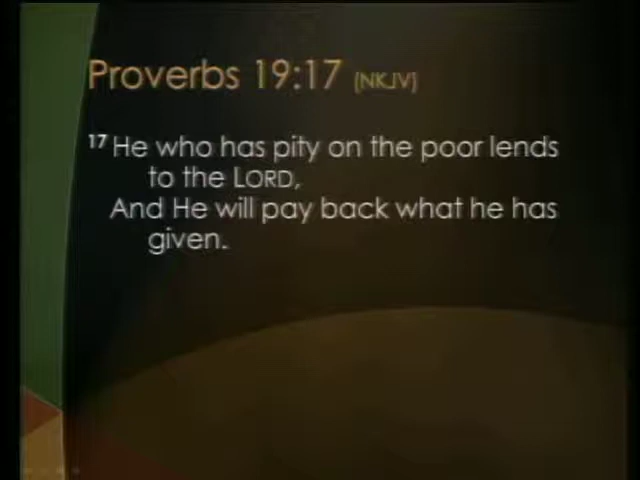 Proverbs 19:17 (NKJV)
17 He who has pity on the poor lends
to the LORD,
And He will pay back what he has
given.